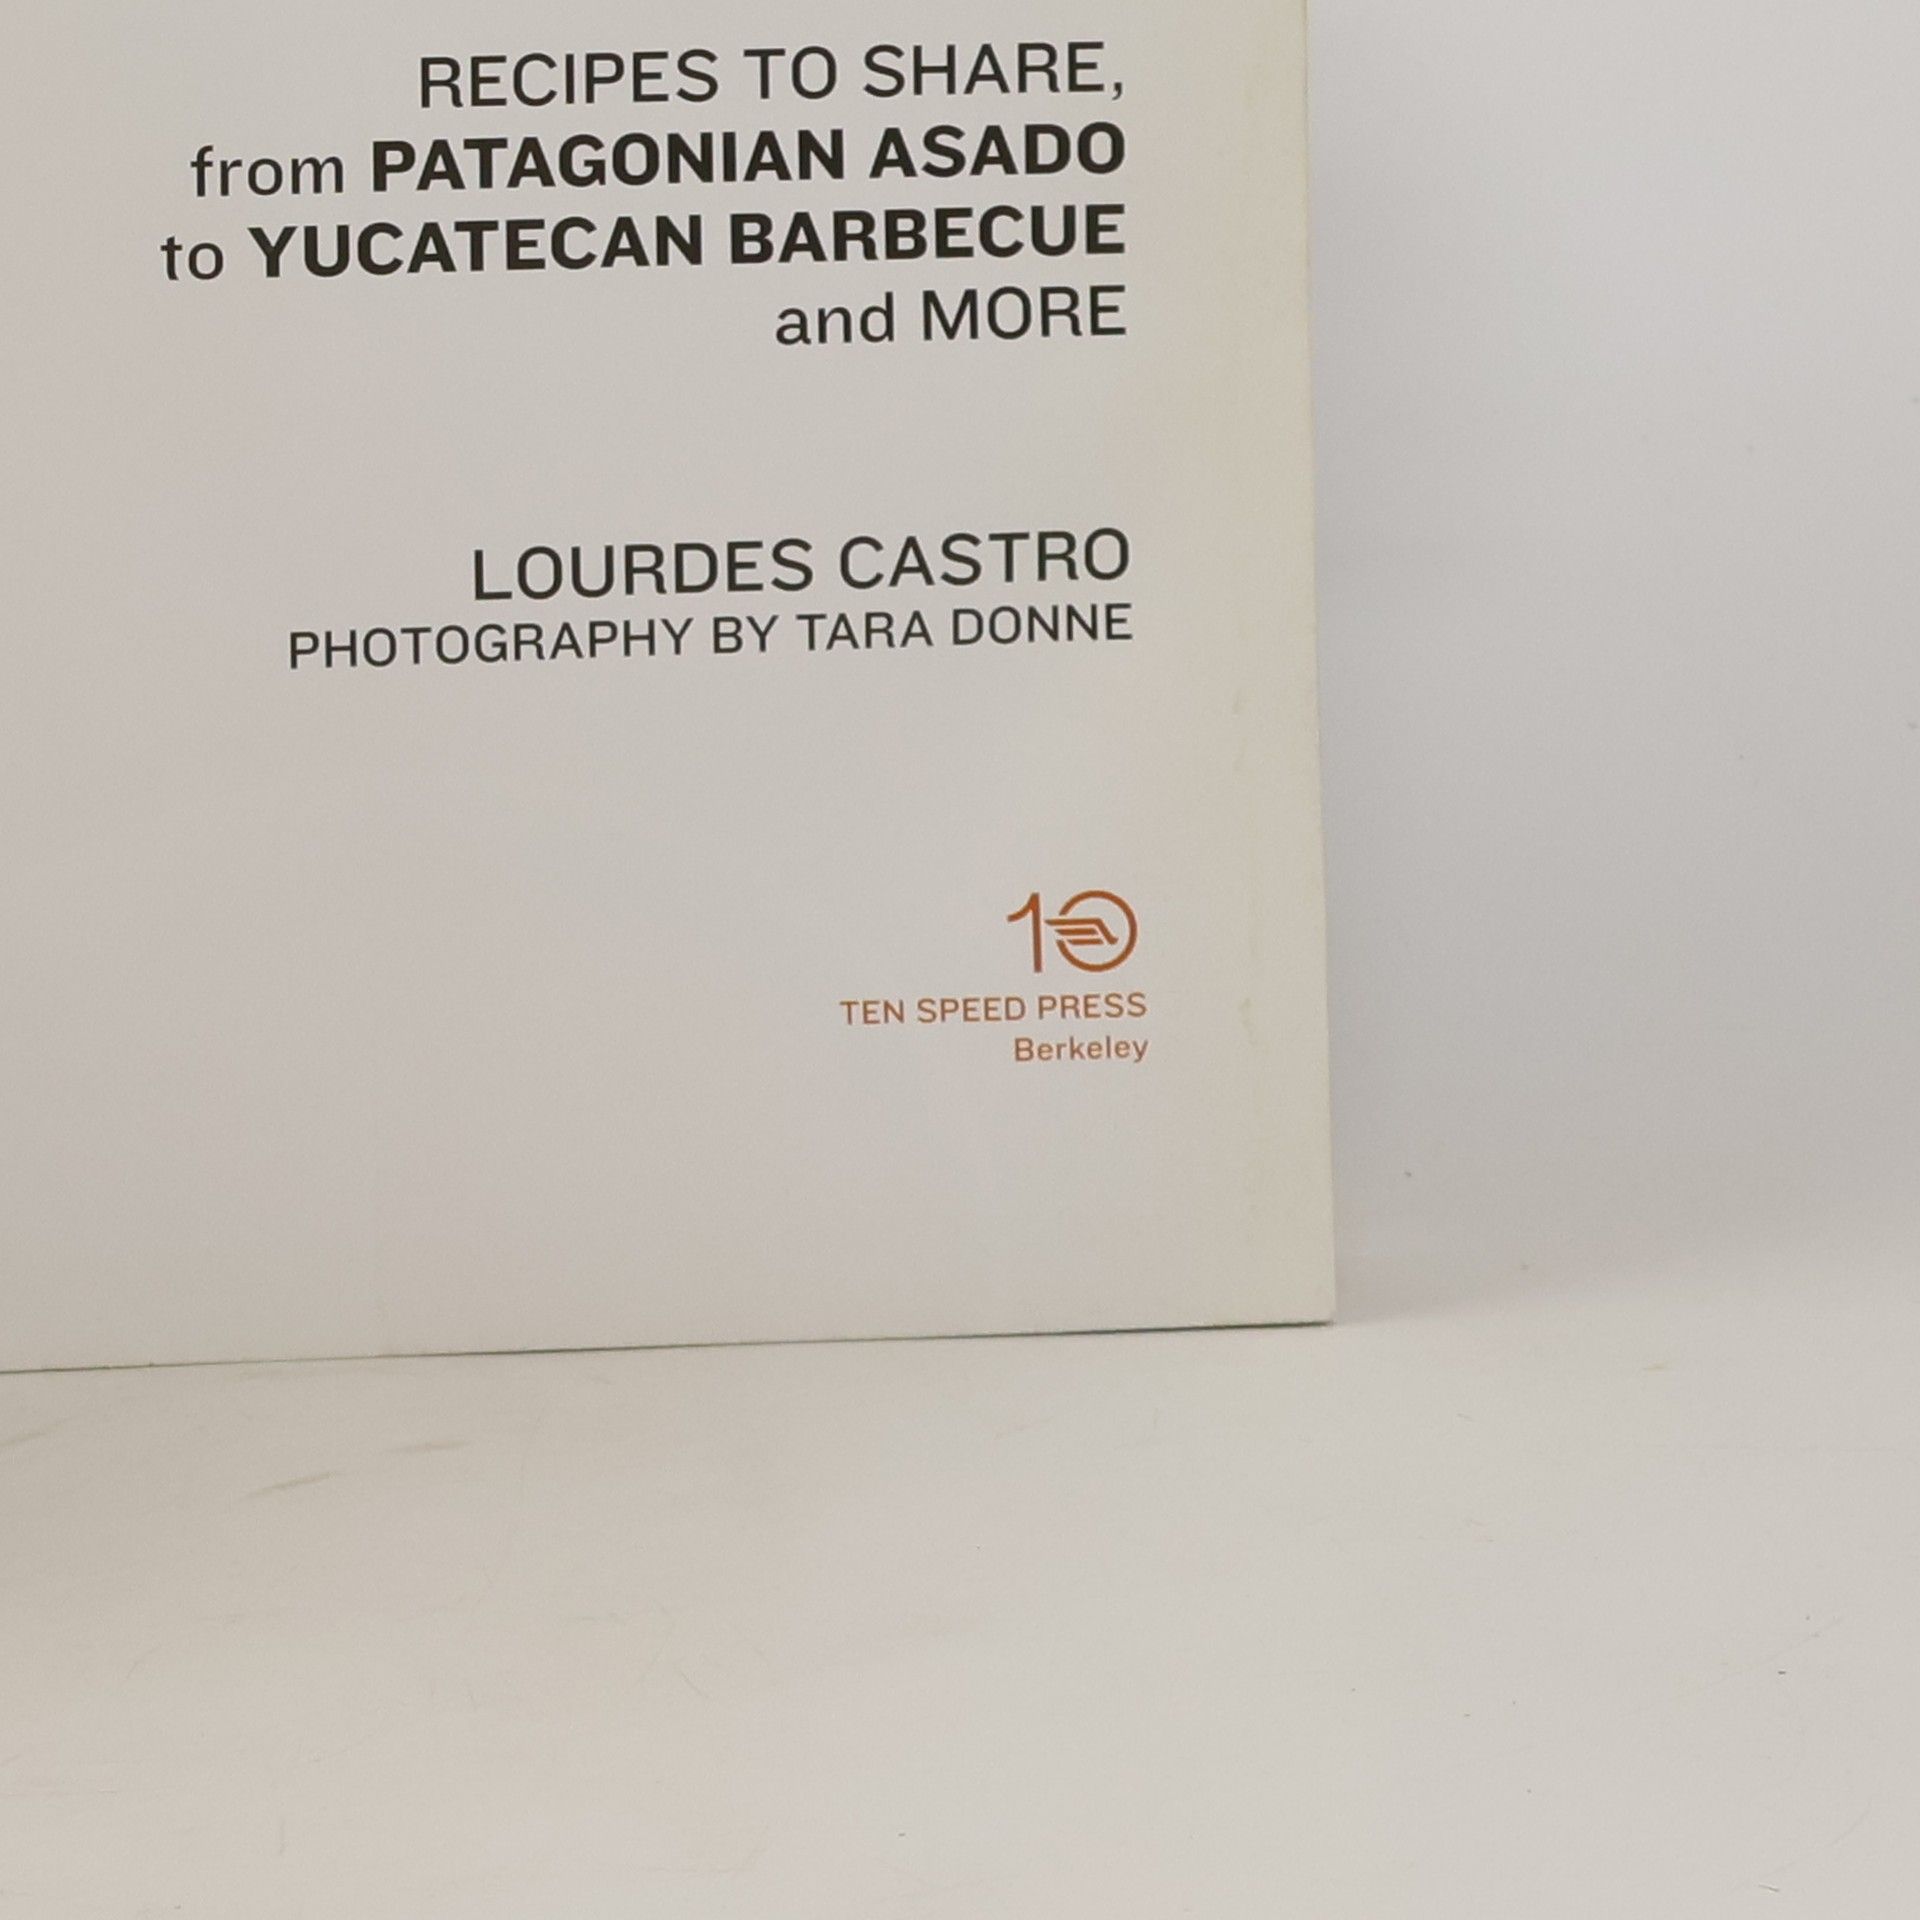 RECIPES TO SHARE,
from PATAGONIAN ASADO
to YUCATECAN BARBECUE
and MORE
LOURDES CASTRO
PHOTOGRAPHY BY TARA DONNE
10
TEN SPEED PRESS
Berkeley